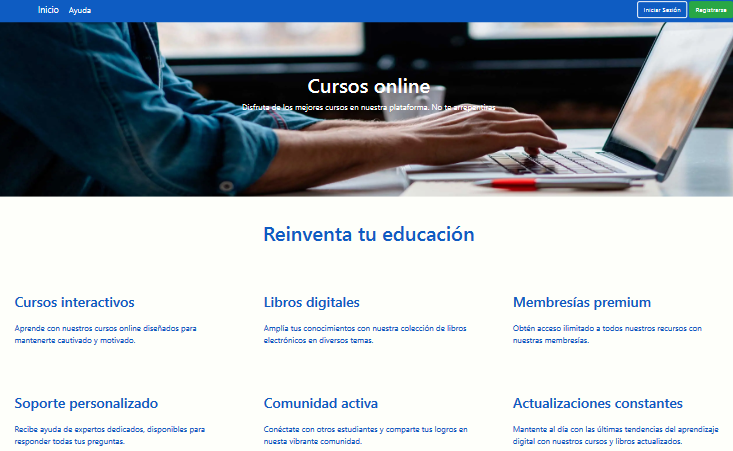 Inicio Ayuda Iniciar Sesión Registrarse
Cursos online
Disfruta de los mejores cursos en nuestra plataforma. No te arrepentiras
Reinventa tu educación
Cursos interactivos
Aprende con nuestros cursos online diseñados para
mantenerte cautivado y motivado.
Libros digitales
Amplía tus conocimientos con nuestra colección de libros
electrónicos en diversos temas.
Membresías premium
Obtén acceso ilimitado a todos nuestros recursos con
nuestras membresías.
Soporte personalizado
Recibe ayuda de expertos dedicados, disponibles para
responder todas tus preguntas.
Comunidad activa
Conéctate con otros estudiantes y comparte tus logros en
nuesta vibrante comunidad.
Actualizaciones constantes
Mantente al día con las últimas tendencias del aprendizaje
digital con nuestros cursos y libros actualizados.